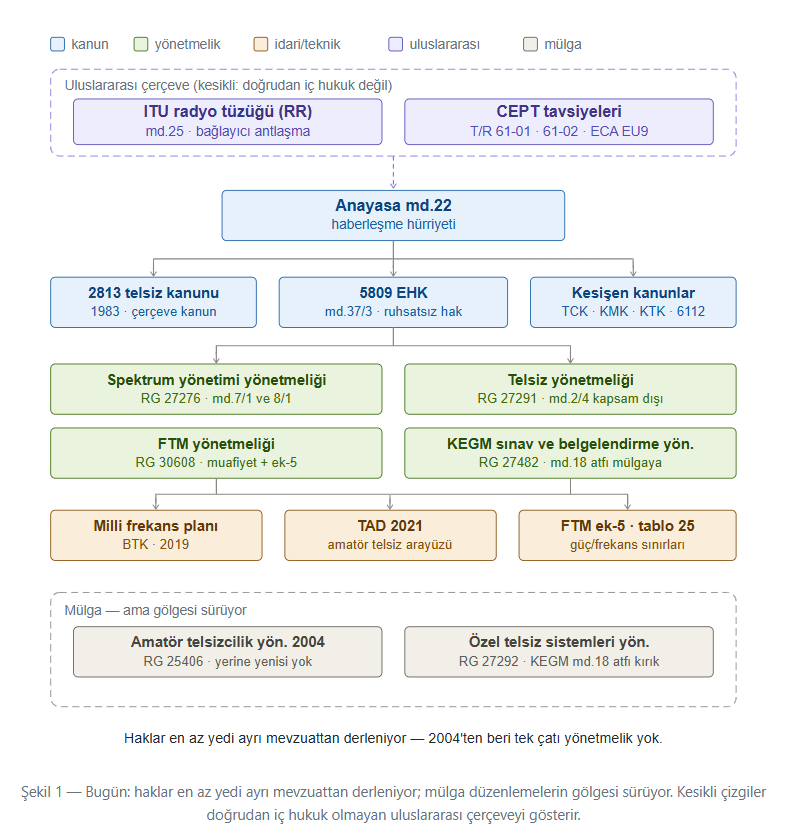 kanun yönetmelik idari/teknik uluslararası mülga
Uluslararası çerçeve (kesikli: doğrudan iç hukuk değil)
ITU radyo tüzüğü (RR)
md.25 · bağlayıcı antlaşma
CEPT tavsiyeleri
T/R 61-01 · 61-02 · ECA EU9
Anayasa md.22
haberleşme hürriyeti
2813 telsiz kanunu
1983 · çerçeve kanun
5809 EHK
md.37/3 · ruhsatsız hak
Kesişen kanunlar
TCK · KMK · KTK · 6112
Spektrum yönetimi yönetmeliği
RG 27276 · md.7/1 ve 8/1
Telsiz yönetmeliği
RG 27291 · md.2/4 kapsam dışı
FTM yönetmeliği
RG 30608 · muafiyet + ek-5
KEGM sınav ve belgelendirme yön.
RG 27482 · md.18 atfı mülgaya
Milli frekans planı
BTK · 2019
TAD 2021
amatör telsiz arayüzü
FTM ek-5 · tablo 25
güç/frekans sınırları
Mülga — ama gölgesi sürüyor
Amatör telsizcilik yön. 2004
RG 25406 · yerine yenisi yok
Özel telsiz sistemleri yön.
RG 27292 · KEGM md.18 atfı kırık
Haklar en az yedi ayrı mevzuattan derleniyor — 2004'ten beri tek çatı yönetmelik yok.
Şekil 1 — Bugün: haklar en az yedi ayrı mevzuattan derleniyor; mülga düzenlemelerin gölgesi sürüyor. Kesikli çizgiler
doğrudan iç hukuk olmayan uluslararası çerçeveyi gösterir.